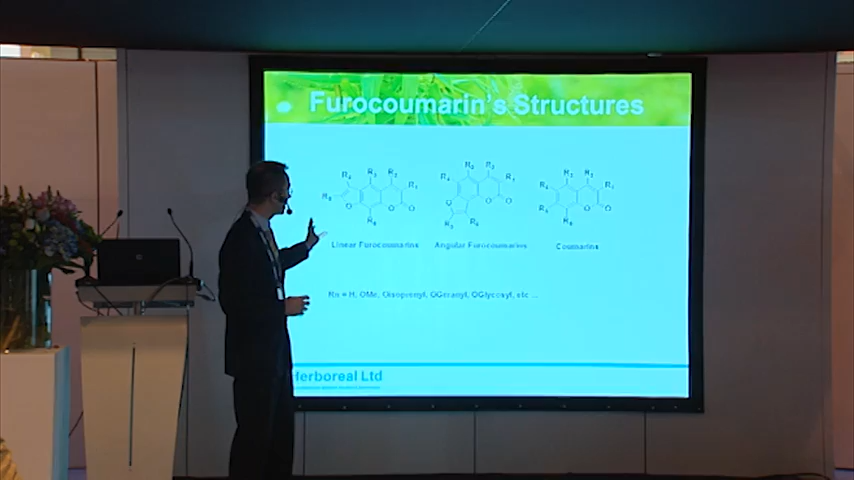 Furocoumarin's Structures
Linear Furocoumarins
Angular Furocoumarins
Coumarins
Rn = H, OMe, Oisoprenyl, OGeranyl, OGlycosyl, etc ...
Herboreal Ltd